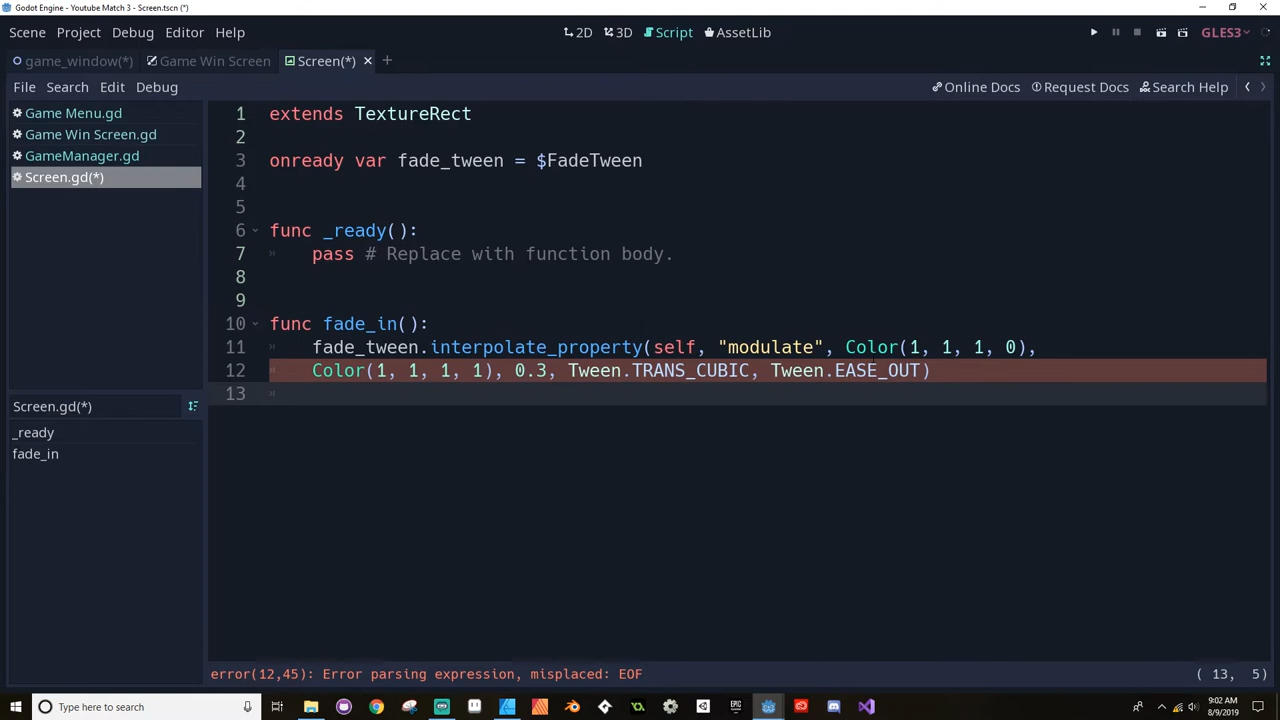 Godot Engine - Youtube Match 3 - Screen.tscn (*)
Scene Project Debug Editor Help
2D 3D Script AssetLib
GLES3
game_window(*) Game Win Screen Screen(*)
File Search Edit Debug
Online Docs Request Docs Search Help
Game Menu.gd
Game Win Screen.gd
GameManager.gd
Screen.gd(*)
1 extends TextureRect
2
3 onready var fade_tween = $FadeTween
4
5
6 func _ready():
7 pass # Replace with function body.
8
9
10 func fade_in():
11 fade_tween.interpolate_property(self, "modulate", Color(1, 1, 1, 0),
12 Color(1, 1, 1, 1), 0.3, Tween.TRANS_CUBIC, Tween.EASE_OUT)
13
Screen.gd(*)
_ready
fade_in
error(12,45): Error parsing expression, misplaced: EOF
( 13, 5)
Type here to search
9:02 AM
8/9/2019